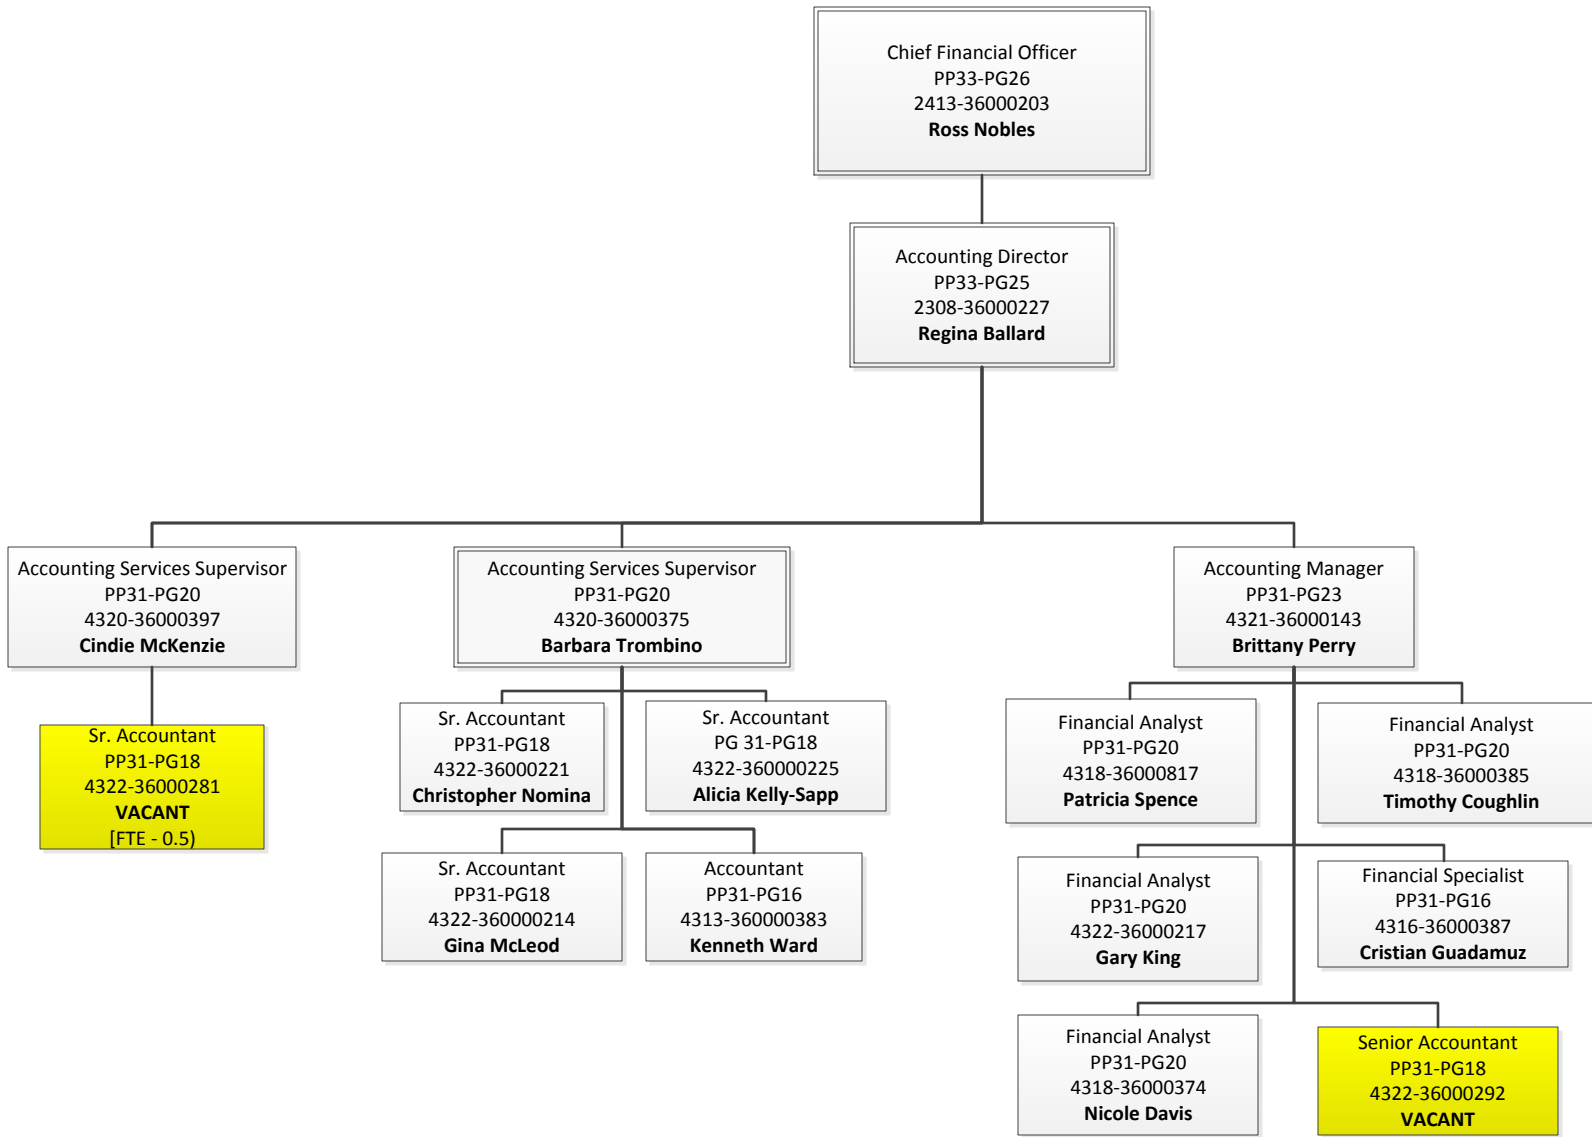 Chief Financial Officer
PP33-PG26
2413-36000203
Ross Nobles
Accounting Director
PP33-PG25
2308-36000227
Regina Ballard
Accounting Services Supervisor
PP31-PG20
4320-36000397
Cindie McKenzie
Accounting Services Supervisor
PP31-PG20
4320-36000375
Barbara Trombino
Accounting Manager
PP31-PG23
4321-36000143
Brittany Perry
Sr. Accountant
PP31-PG18
4322-36000281
VACANT
[FTE - 0.5)
Sr. Accountant
PP31-PG18
4322-36000221
Christopher Nomina
Sr. Accountant
PG 31-PG18
4322-360000225
Alicia Kelly-Sapp
Sr. Accountant
PP31-PG18
4322-360000214
Gina McLeod
Accountant
PP31-PG16
4313-360000383
Kenneth Ward
Financial Analyst
PP31-PG20
4318-36000817
Patricia Spence
Financial Analyst
PP31-PG20
4318-36000385
Timothy Coughlin
Financial Analyst
PP31-PG20
4322-36000217
Gary King
Financial Specialist
PP31-PG16
4316-36000387
Cristian Guadamuz
Financial Analyst
PP31-PG20
4318-36000374
Nicole Davis
Senior Accountant
PP31-PG18
4322-36000292
VACANT